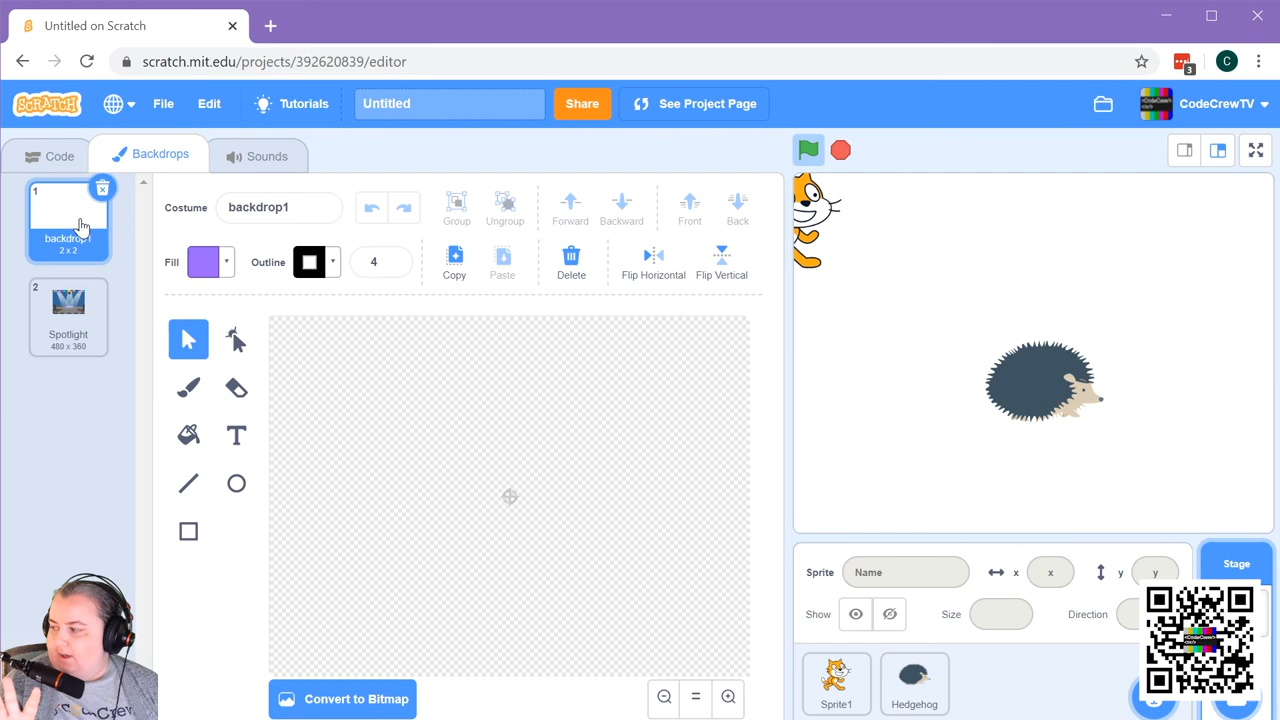 Untitled on Scratch
scratch.mit.edu/projects/392620839/editor
3
C
SCRATCH
File
Edit
Tutorials
Untitled
Share
See Project Page
CodeCrewTV
Code
Backdrops
Sounds
1
backdrop1
2 x 2
2
Spotlight
480 x 360
Costume
backdrop1
Group
Ungroup
Forward
Backward
Front
Back
Fill
Outline
4
Copy
Paste
Delete
Flip Horizontal
Flip Vertical
T
Convert to Bitmap
Sprite
Name
x
x
y
y
Show
Size
Direction
Stage
Sprite1
Hedgehog